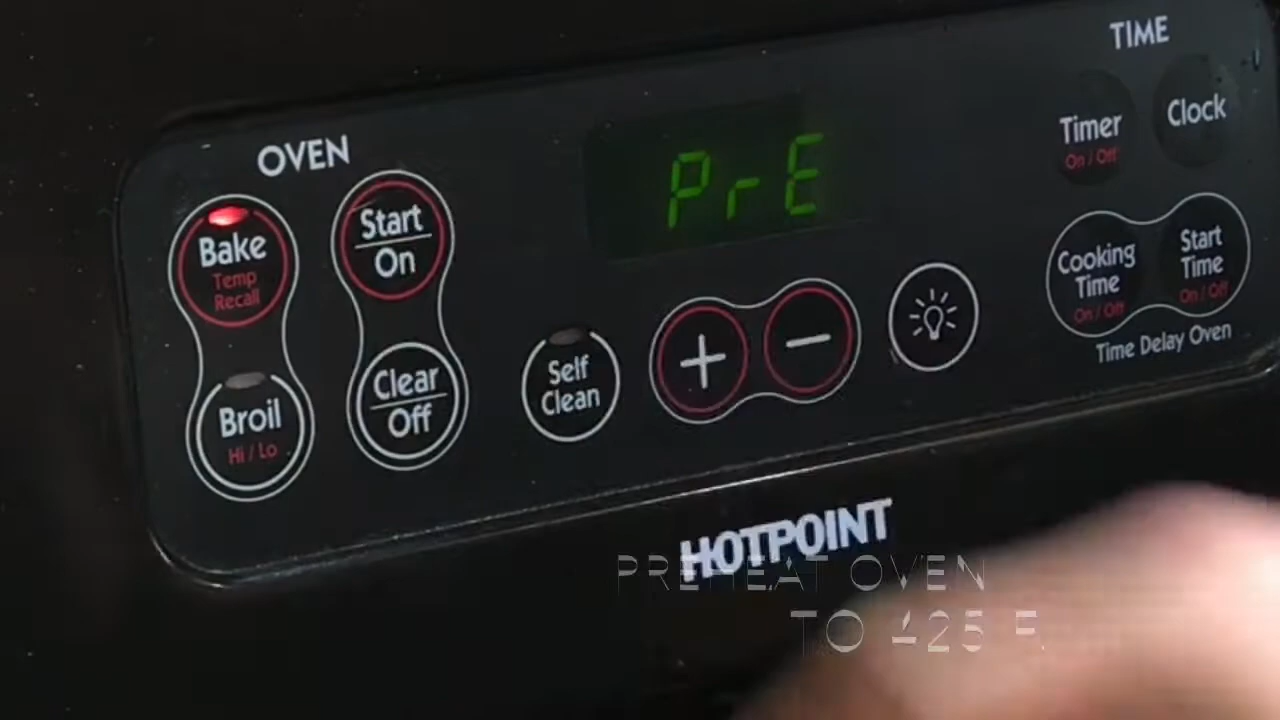 OVEN
Bake
Temp
Recall
Start
On
Broil
Hi / Lo
Clear
Off
Self
Clean
PrE
+
−
TIME
Timer
On / Off
Clock
Cooking
Time
On / Off
Start
Time
On / Off
Time Delay Oven
HOTPOINT
PREHEAT OVEN
TO 425 F.